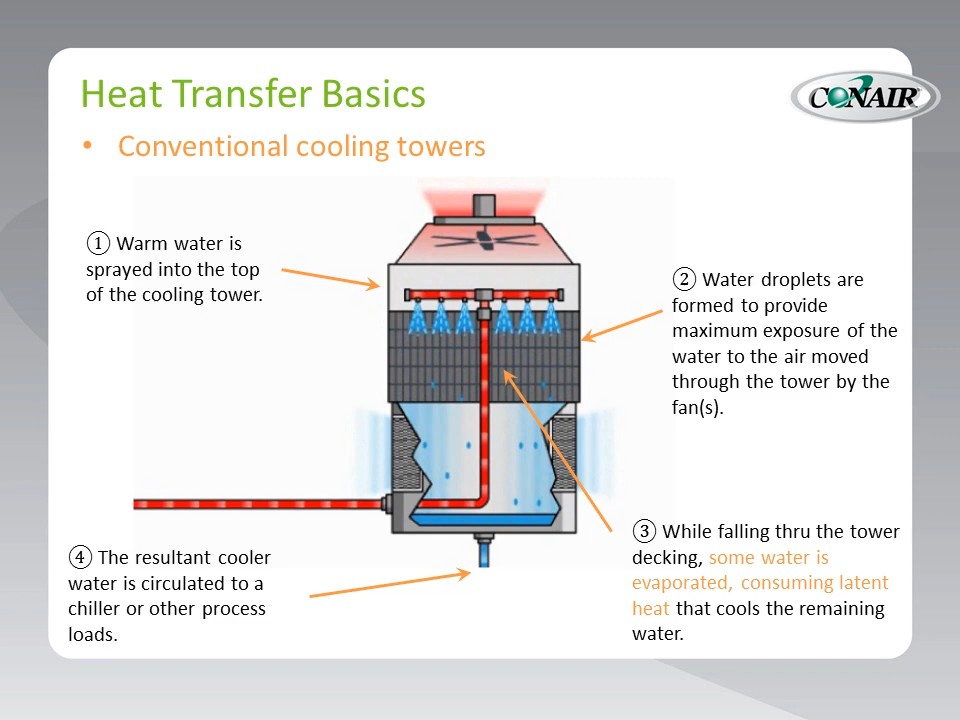 Heat Transfer Basics
CONAIR
• Conventional cooling towers
① Warm water is
sprayed into the top
of the cooling tower.
② Water droplets are
formed to provide
maximum exposure of the
water to the air moved
through the tower by the
fan(s).
③ While falling thru the tower
decking, some water is
evaporated, consuming latent
heat that cools the remaining
water.
④ The resultant cooler
water is circulated to a
chiller or other process
loads.